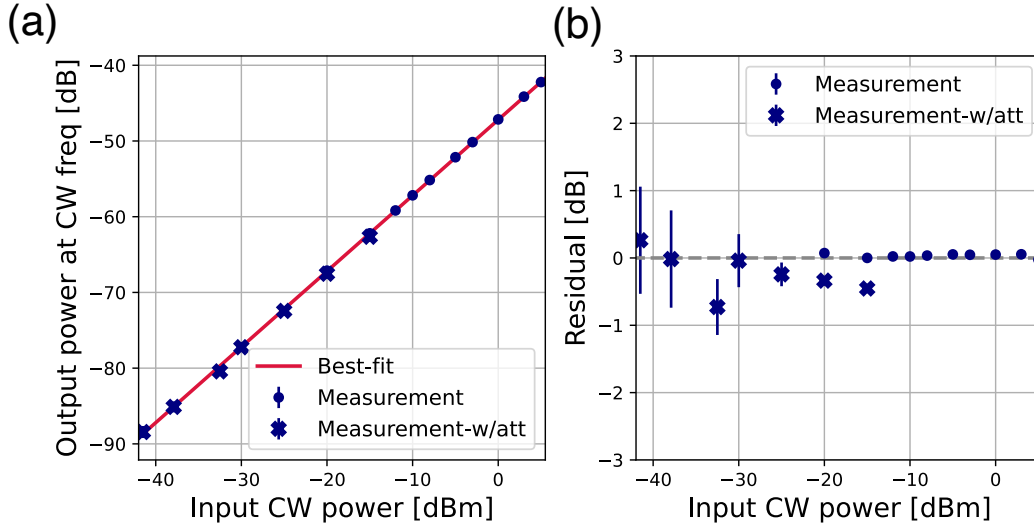 (a)
Output power at CW freq [dB]
−40
−50
−60
−70
−80
−90
−40 −30 −20 −10 0
Input CW power [dBm]
Best-fit
Measurement
Measurement-w/att
(b)
Residual [dB]
3
2
1
0
−1
−2
−3
−40 −30 −20 −10 0
Input CW power [dBm]
Measurement
Measurement-w/att